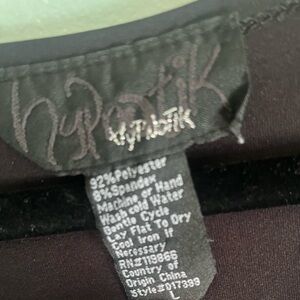 hypnotik
HyPnoTIK
92%Polyester
8%Spandex
Machine or Hand
Wash cold Water
Gentle Cycle
Lay Flat To Dry
Cool Iron if
Necessary
RN#119866
Country of
Origin China
Style#017399
L